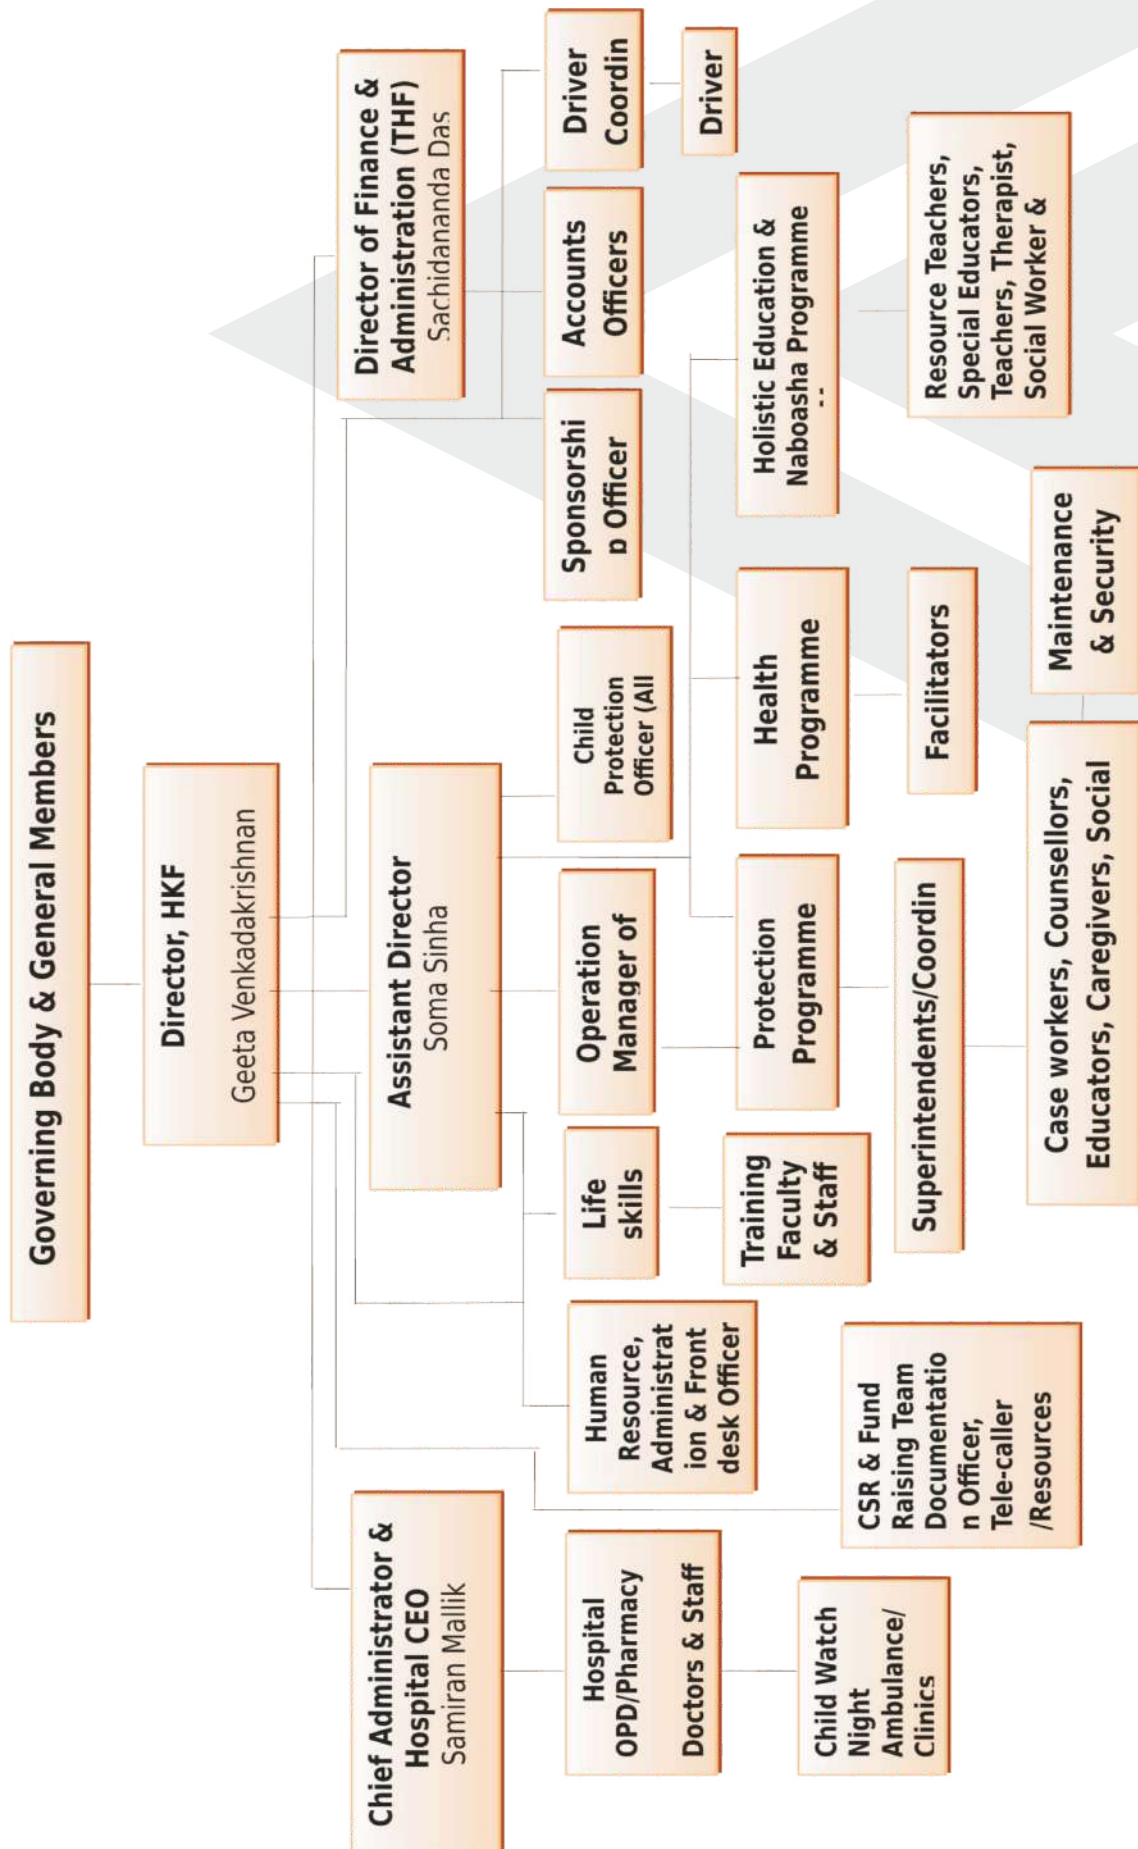 Governing Body & General Members
Director, HKF
Geeta Venkadakrishnan
Chief Administrator &
Hospital CEO
Samiran Mallik
Assistant Director
Soma Sinha
Director of Finance &
Administration (THF)
Sachidananda Das
Hospital
OPD/Pharmacy
Doctors & Staff
Human
Resource,
Administrat
ion & Front
desk Officer
Life
skills
Operation
Manager of
Child
Protection
Officer (All
Sponsorshi
p Officer
Accounts
Officers
Driver
Coordin
Child Watch
Night
Ambulance/
Clinics
CSR & Fund
Raising Team
Documentatio
n Officer,
Tele-caller
/Resources
Training
Faculty
& Staff
Protection
Programme
Health
Programme
Holistic Education &
Naboasha Programme
Driver
Superintendents/Coordin
Facilitators
Resource Teachers,
Special Educators,
Teachers, Therapist,
Social Worker &
Case workers, Counsellors,
Educators, Caregivers, Social
Maintenance
& Security